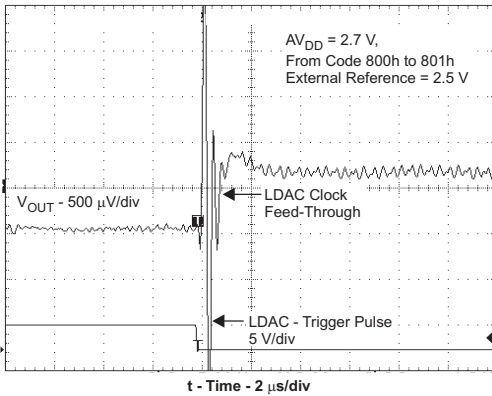 AV_DD = 2.7 V,
From Code 800h to 801h
External Reference = 2.5 V
V_OUT - 500 μV/div
LDAC Clock
Feed-Through
T
LDAC - Trigger Pulse
5 V/div
T
t - Time - 2 μs/div